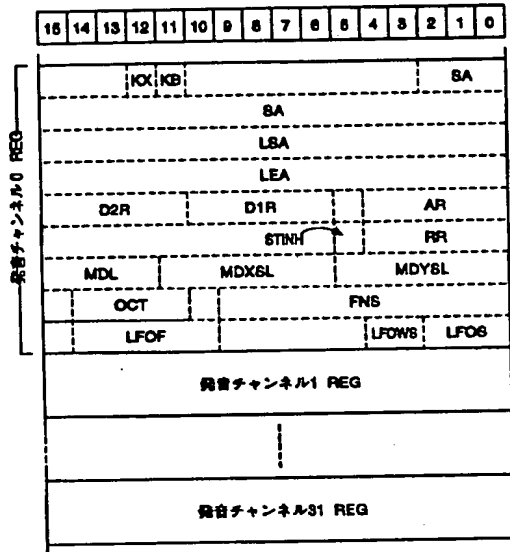 15 14 13 12 11 10 9 8 7 6 5 4 3 2 1 0
発音チャンネル0 REG
KX KB SA
SA
LSA
LEA
D2R D1R AR
STINH RR
MDL MDXSL MDYSL
OCT FNS
LFOF LFOWS LFOS
発音チャンネル1 REG
発音チャンネル31 REG